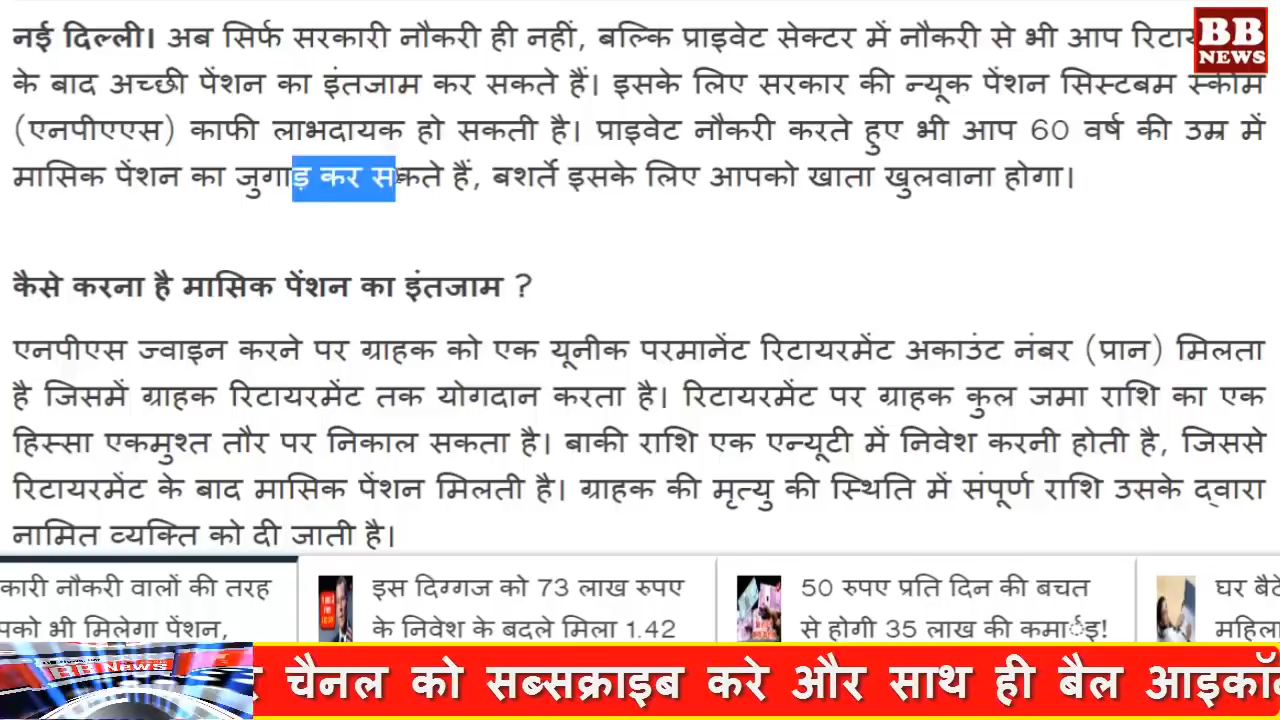 नई दिल्ली। अब सिर्फ सरकारी नौकरी ही नहीं, बल्कि प्राइवेट सेक्टर में नौकरी से भी आप
BB
NEWS
के बाद अच्छी पेंशन का इंतजाम कर सकते हैं। इसके लिए सरकार की न्यूक पेंशन सिस्टबम स्कीम
(एनपीएएस) काफी लाभदायक हो सकती है। प्राइवेट नौकरी करते हुए भी आप 60 वर्ष की उम्र में
मासिक पेंशन का जुगाड़ कर सकते हैं, बशर्ते इसके लिए आपको खाता खुलवाना होगा।
कैसे करना है मासिक पेंशन का इंतजाम ?
एनपीएस ज्वाइन करने पर ग्राहक को एक यूनीक परमानेंट रिटायरमेंट अकाउंट नंबर (प्रान) मिलता
है जिसमें ग्राहक रिटायरमेंट तक योगदान करता है। रिटायरमेंट पर ग्राहक कुल जमा राशि का एक
हिस्सा एकमुश्त तौर पर निकाल सकता है। बाकी राशि एक एन्यूटी में निवेश करनी होती है, जिससे
रिटायरमेंट के बाद मासिक पेंशन मिलती है। ग्राहक की मृत्यु की स्थिति में संपूर्ण राशि उसके द्वारा
नामित व्यक्ति को दी जाती है।
नौकरी वालों की तरह
भी मिलेगा पेंशन,
इस दिग्गज को 73 लाख रुपए
के निवेश के बदले मिला 1.42
50 रुपए प्रति दिन की बचत
से होगी 35 लाख की कमार्इ!
घर
BB News
चैनल को सब्सक्राइब करे और साथ ही बैल